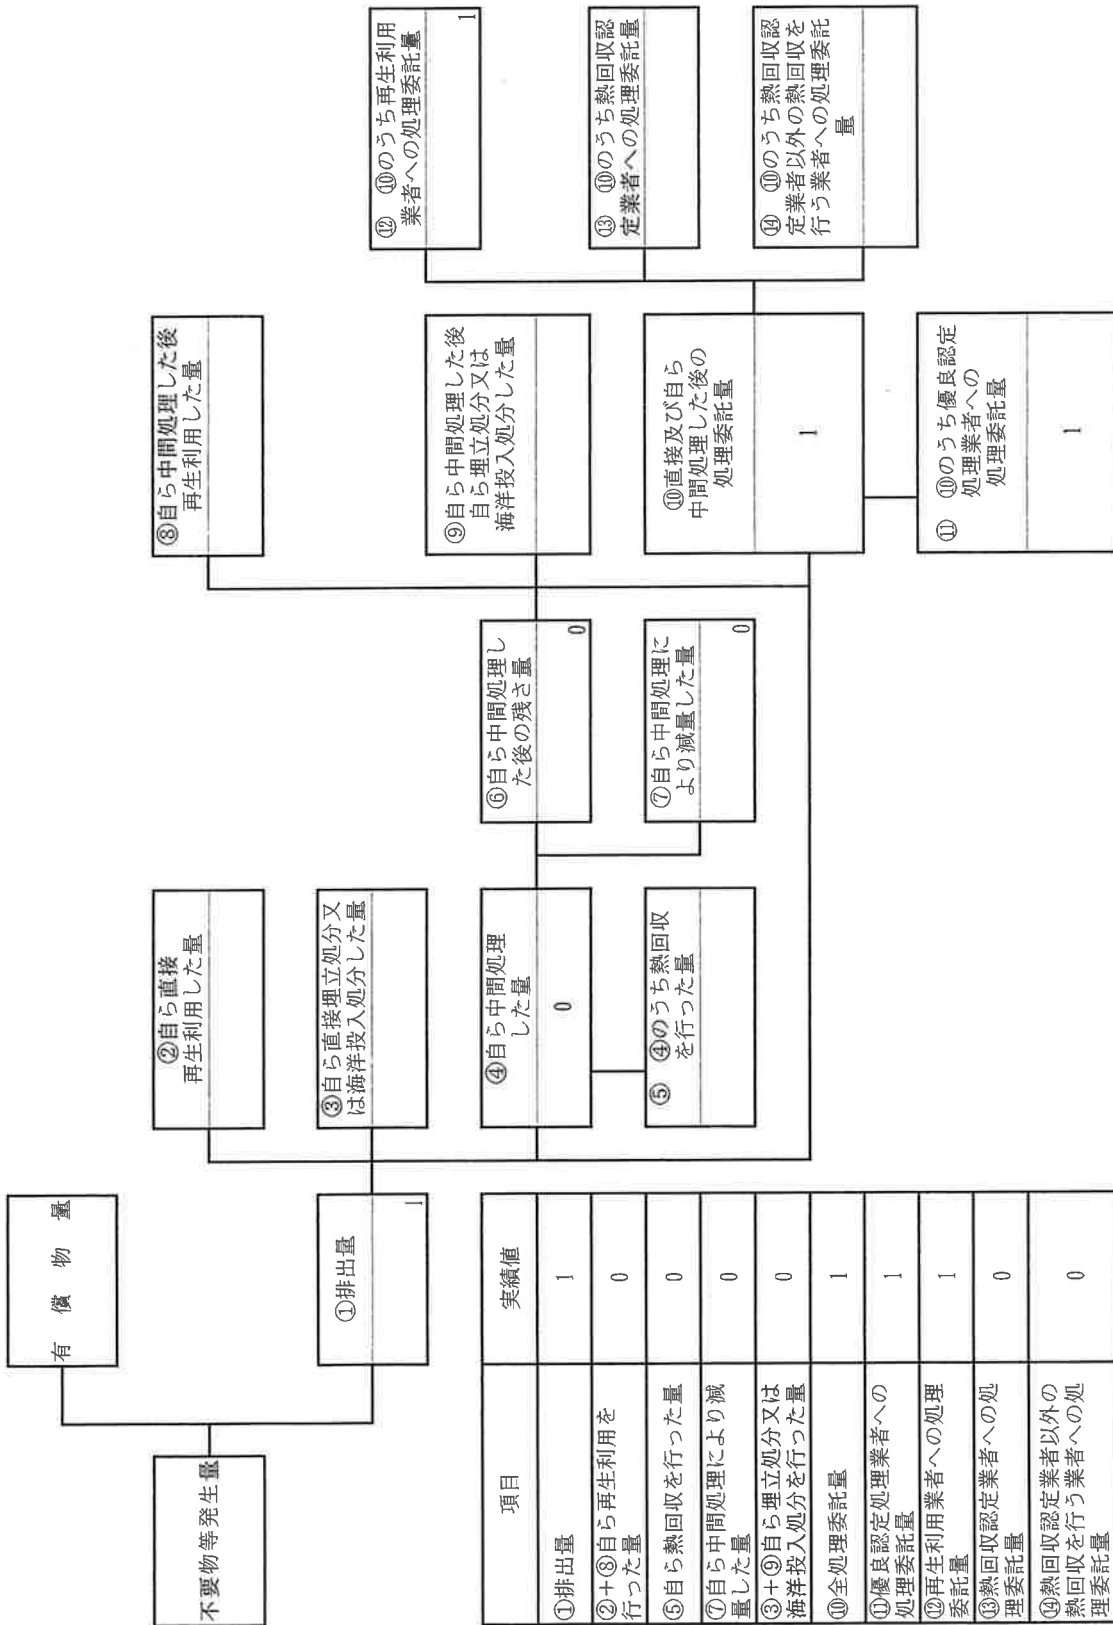 不要物等発生量
有償物量
①排出量
1
②自ら直接
再生利用した量
③自ら直接埋立処分又
は海洋投入処分した量
④自ら中間処理
した量
0
⑤ ④のうち熱回収
を行った量
⑥自ら中間処理し
た後の残さ量
0
⑦自ら中間処理に
より減量した量
0
⑧自ら中間処理した後
再生利用した量
⑨自ら中間処理した後
自ら埋立処分又は
海洋投入処分した量
⑩直接及び自ら
中間処理した後の
処理委託量
1
⑪ ⑩のうち優良認定
処理業者への
処理委託量
1
⑫ ⑩のうち再生利用
業者への処理委託量
1
⑬ ⑩のうち熱回収認
定業者への処理委託量
⑭ ⑩のうち熱回収認
定業者以外の熱回収を
行う業者への処理委託
量
項目 実績値
①排出量 1
②+⑧自ら再生利用を
行った量 0
⑤自ら熱回収を行った量 0
⑦自ら中間処理により減
量した量 0
③+⑨自ら埋立処分又は
海洋投入処分を行った量 0
⑩全処理委託量 1
⑪優良認定処理業者への
処理委託量 1
⑫再生利用業者への処理
委託量 1
⑬熱回収認定業者への処
理委託量 0
⑭熱回収認定業者以外の
熱回収を行う業者への処
理委託量 0